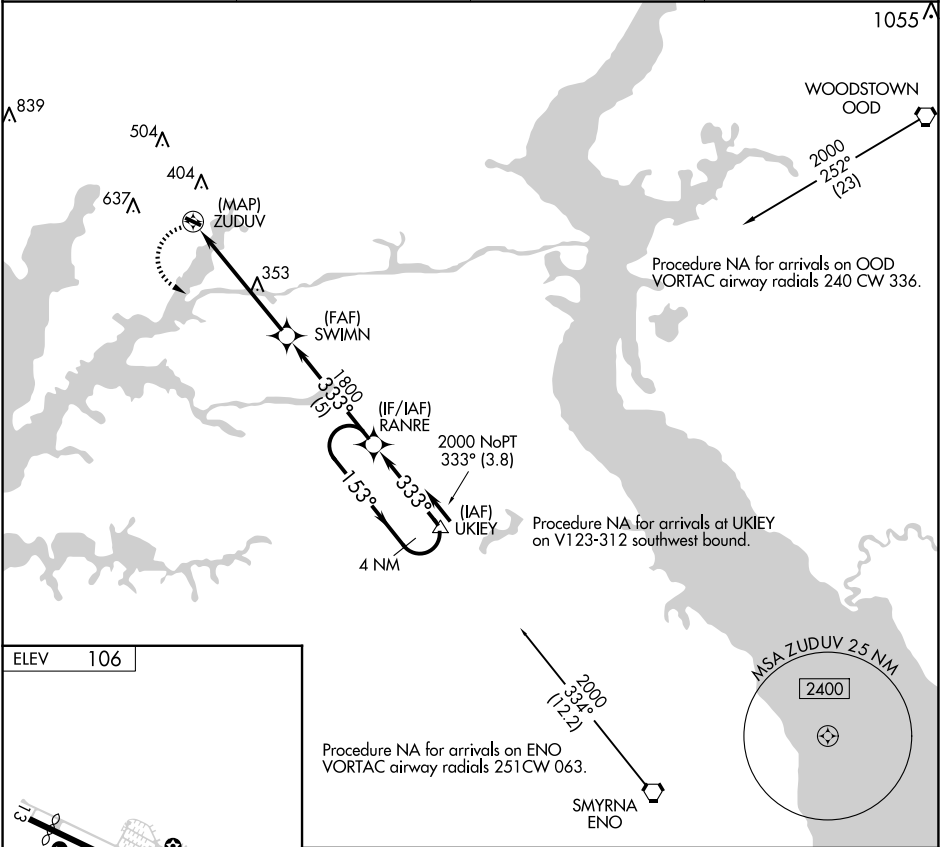 1055
WOODSTOWN
OOD
839
504
2000
252°
(23)
404
637
(MAP)
ZUDUV
Procedure NA for arrivals on OOD
VORTAC airway radials 240 CW 336.
353
(FAF)
SWIMN
1800
333°
(5)
(IF/IAF)
RANRE
2000 NoPT
333° (3.8)
153°
333°
(IAF)
UKIEY
Procedure NA for arrivals at UKIEY
on V123-312 southwest bound.
4 NM
ELEV 106
MSA ZUDUV 25 NM
2400
2000
334°
(12.2)
Procedure NA for arrivals on ENO
VORTAC airway radials 251CW 063.
SMYRNA
ENO
13